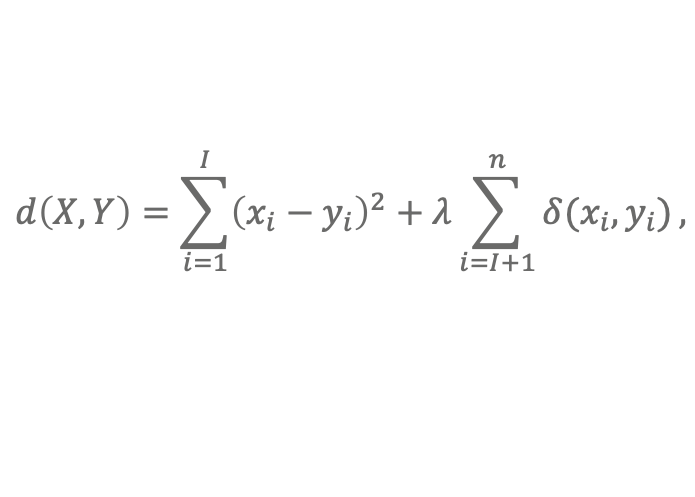 d(X, Y) = ∑_{i=1}^{I} (x_i − y_i)^2 + λ ∑_{i=I+1}^{n} δ(x_i, y_i) ,